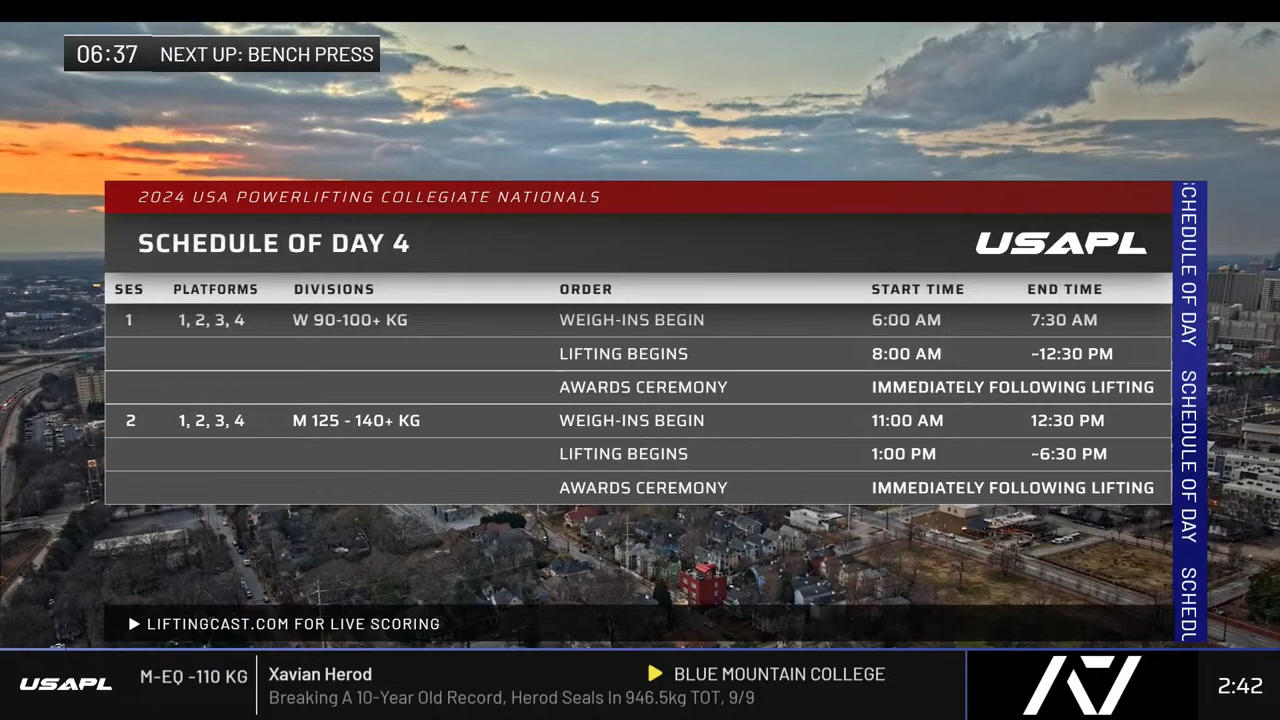 06:37 NEXT UP: BENCH PRESS
2024 USA POWERLIFTING COLLEGIATE NATIONALS
SCHEDULE OF DAY 4 USAPL
SES PLATFORMS DIVISIONS ORDER START TIME END TIME
1 1, 2, 3, 4 W 90-100+ KG WEIGH-INS BEGIN 6:00 AM 7:30 AM
LIFTING BEGINS 8:00 AM ~12:30 PM
AWARDS CEREMONY IMMEDIATELY FOLLOWING LIFTING
2 1, 2, 3, 4 M 125 - 140+ KG WEIGH-INS BEGIN 11:00 AM 12:30 PM
LIFTING BEGINS 1:00 PM ~6:30 PM
AWARDS CEREMONY IMMEDIATELY FOLLOWING LIFTING
SCHEDULE OF DAY SCHEDULE OF DAY SCHEDU
▶ LIFTINGCAST.COM FOR LIVE SCORING
USAPL M-EQ -110 KG Xavian Herod ▶ BLUE MOUNTAIN COLLEGE
Breaking A 10-Year Old Record, Herod Seals In 946.5kg TOT, 9/9
2:42